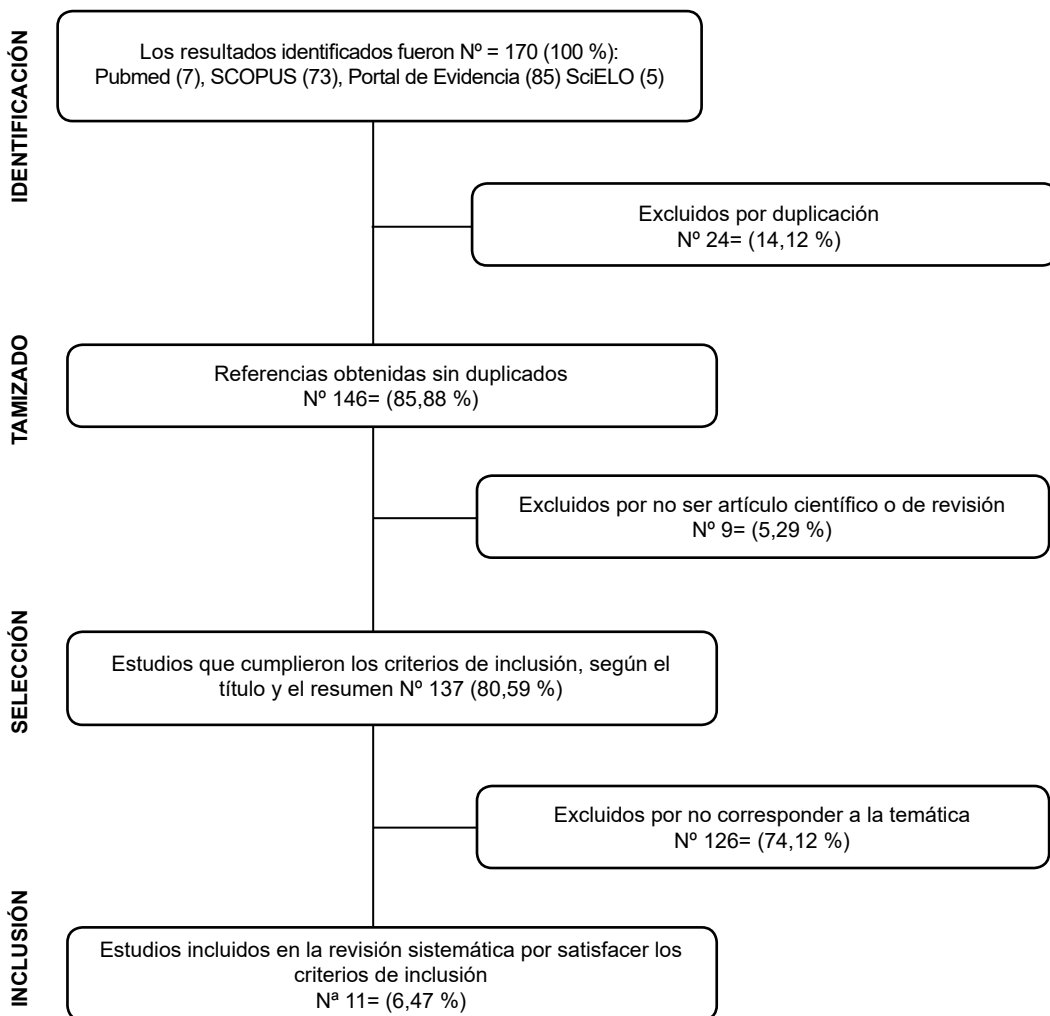 IDENTIFICACIÓN
Los resultados identificados fueron Nº = 170 (100 %):
Pubmed (7), SCOPUS (73), Portal de Evidencia (85) SciELO (5)
Excluidos por duplicación
Nº 24= (14,12 %)
TAMIZADO
Referencias obtenidas sin duplicados
Nº 146= (85,88 %)
Excluidos por no ser artículo científico o de revisión
Nº 9= (5,29 %)
SELECCIÓN
Estudios que cumplieron los criterios de inclusión, según el
título y el resumen Nº 137 (80,59 %)
Excluidos por no corresponder a la temática
Nº 126= (74,12 %)
INCLUSIÓN
Estudios incluidos en la revisión sistemática por satisfacer los
criterios de inclusión
Nª 11= (6,47 %)